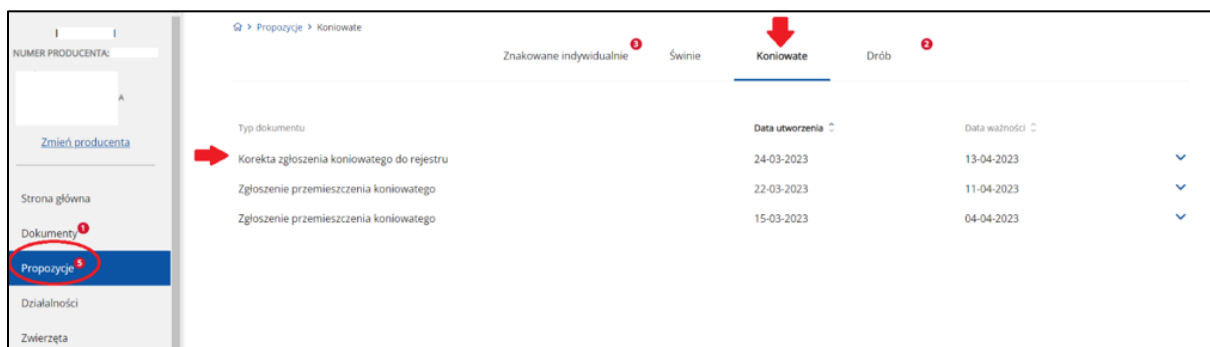 Propozycje > Koniowate
NUMER PRODUCENTA:
Znakowane indywidualnie 3 Świnie Koniowate Drób 2
A
Zmień producenta
Typ dokumentu Data utworzenia Data ważności
Korekta zgłoszenia koniowatego do rejestru 24-03-2023 13-04-2023
Zgłoszenie przemieszczenia koniowatego 22-03-2023 11-04-2023
Zgłoszenie przemieszczenia koniowatego 15-03-2023 04-04-2023
Strona główna
Dokumenty 1
Propozycje 5
Działalności
Zwierzęta